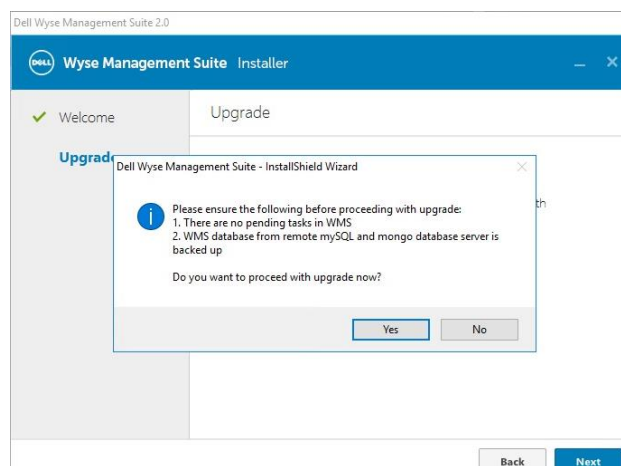 Dell Wyse Management Suite 2.0
DELL
Wyse Management Suite Installer
Welcome
Upgrade
Upgrade
Dell Wyse Management Suite - InstallShield Wizard
th
Please ensure the following before proceeding with upgrade:
1. There are no pending tasks in WMS
2. WMS database from remote mySQL and mongo database server is
backed up
Do you want to proceed with upgrade now?
Yes No
Back Next